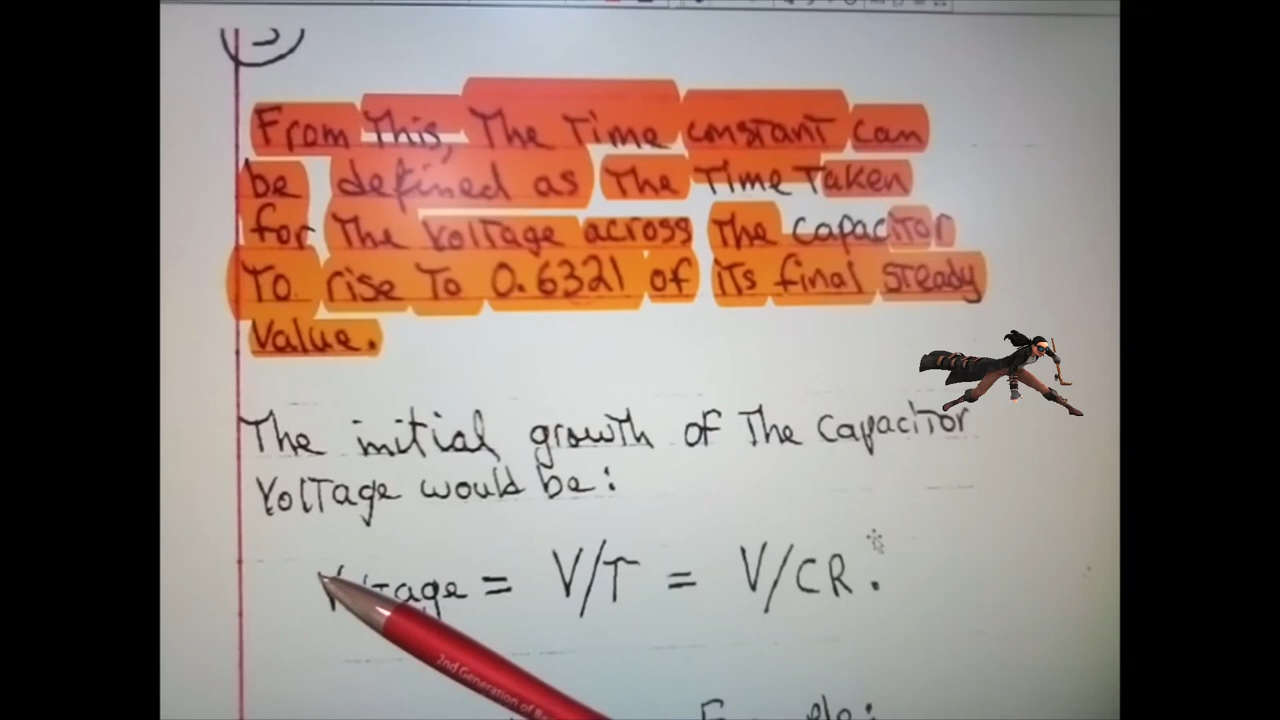 From This, The Time constant can
be defined as The Time Taken
for The Voltage across The capacitor
To rise To 0.6321 of its final steady
Value.
The initial growth of The Capacitor
Voltage would be:
Voltage = V/T = V/CR.
2nd Generation of